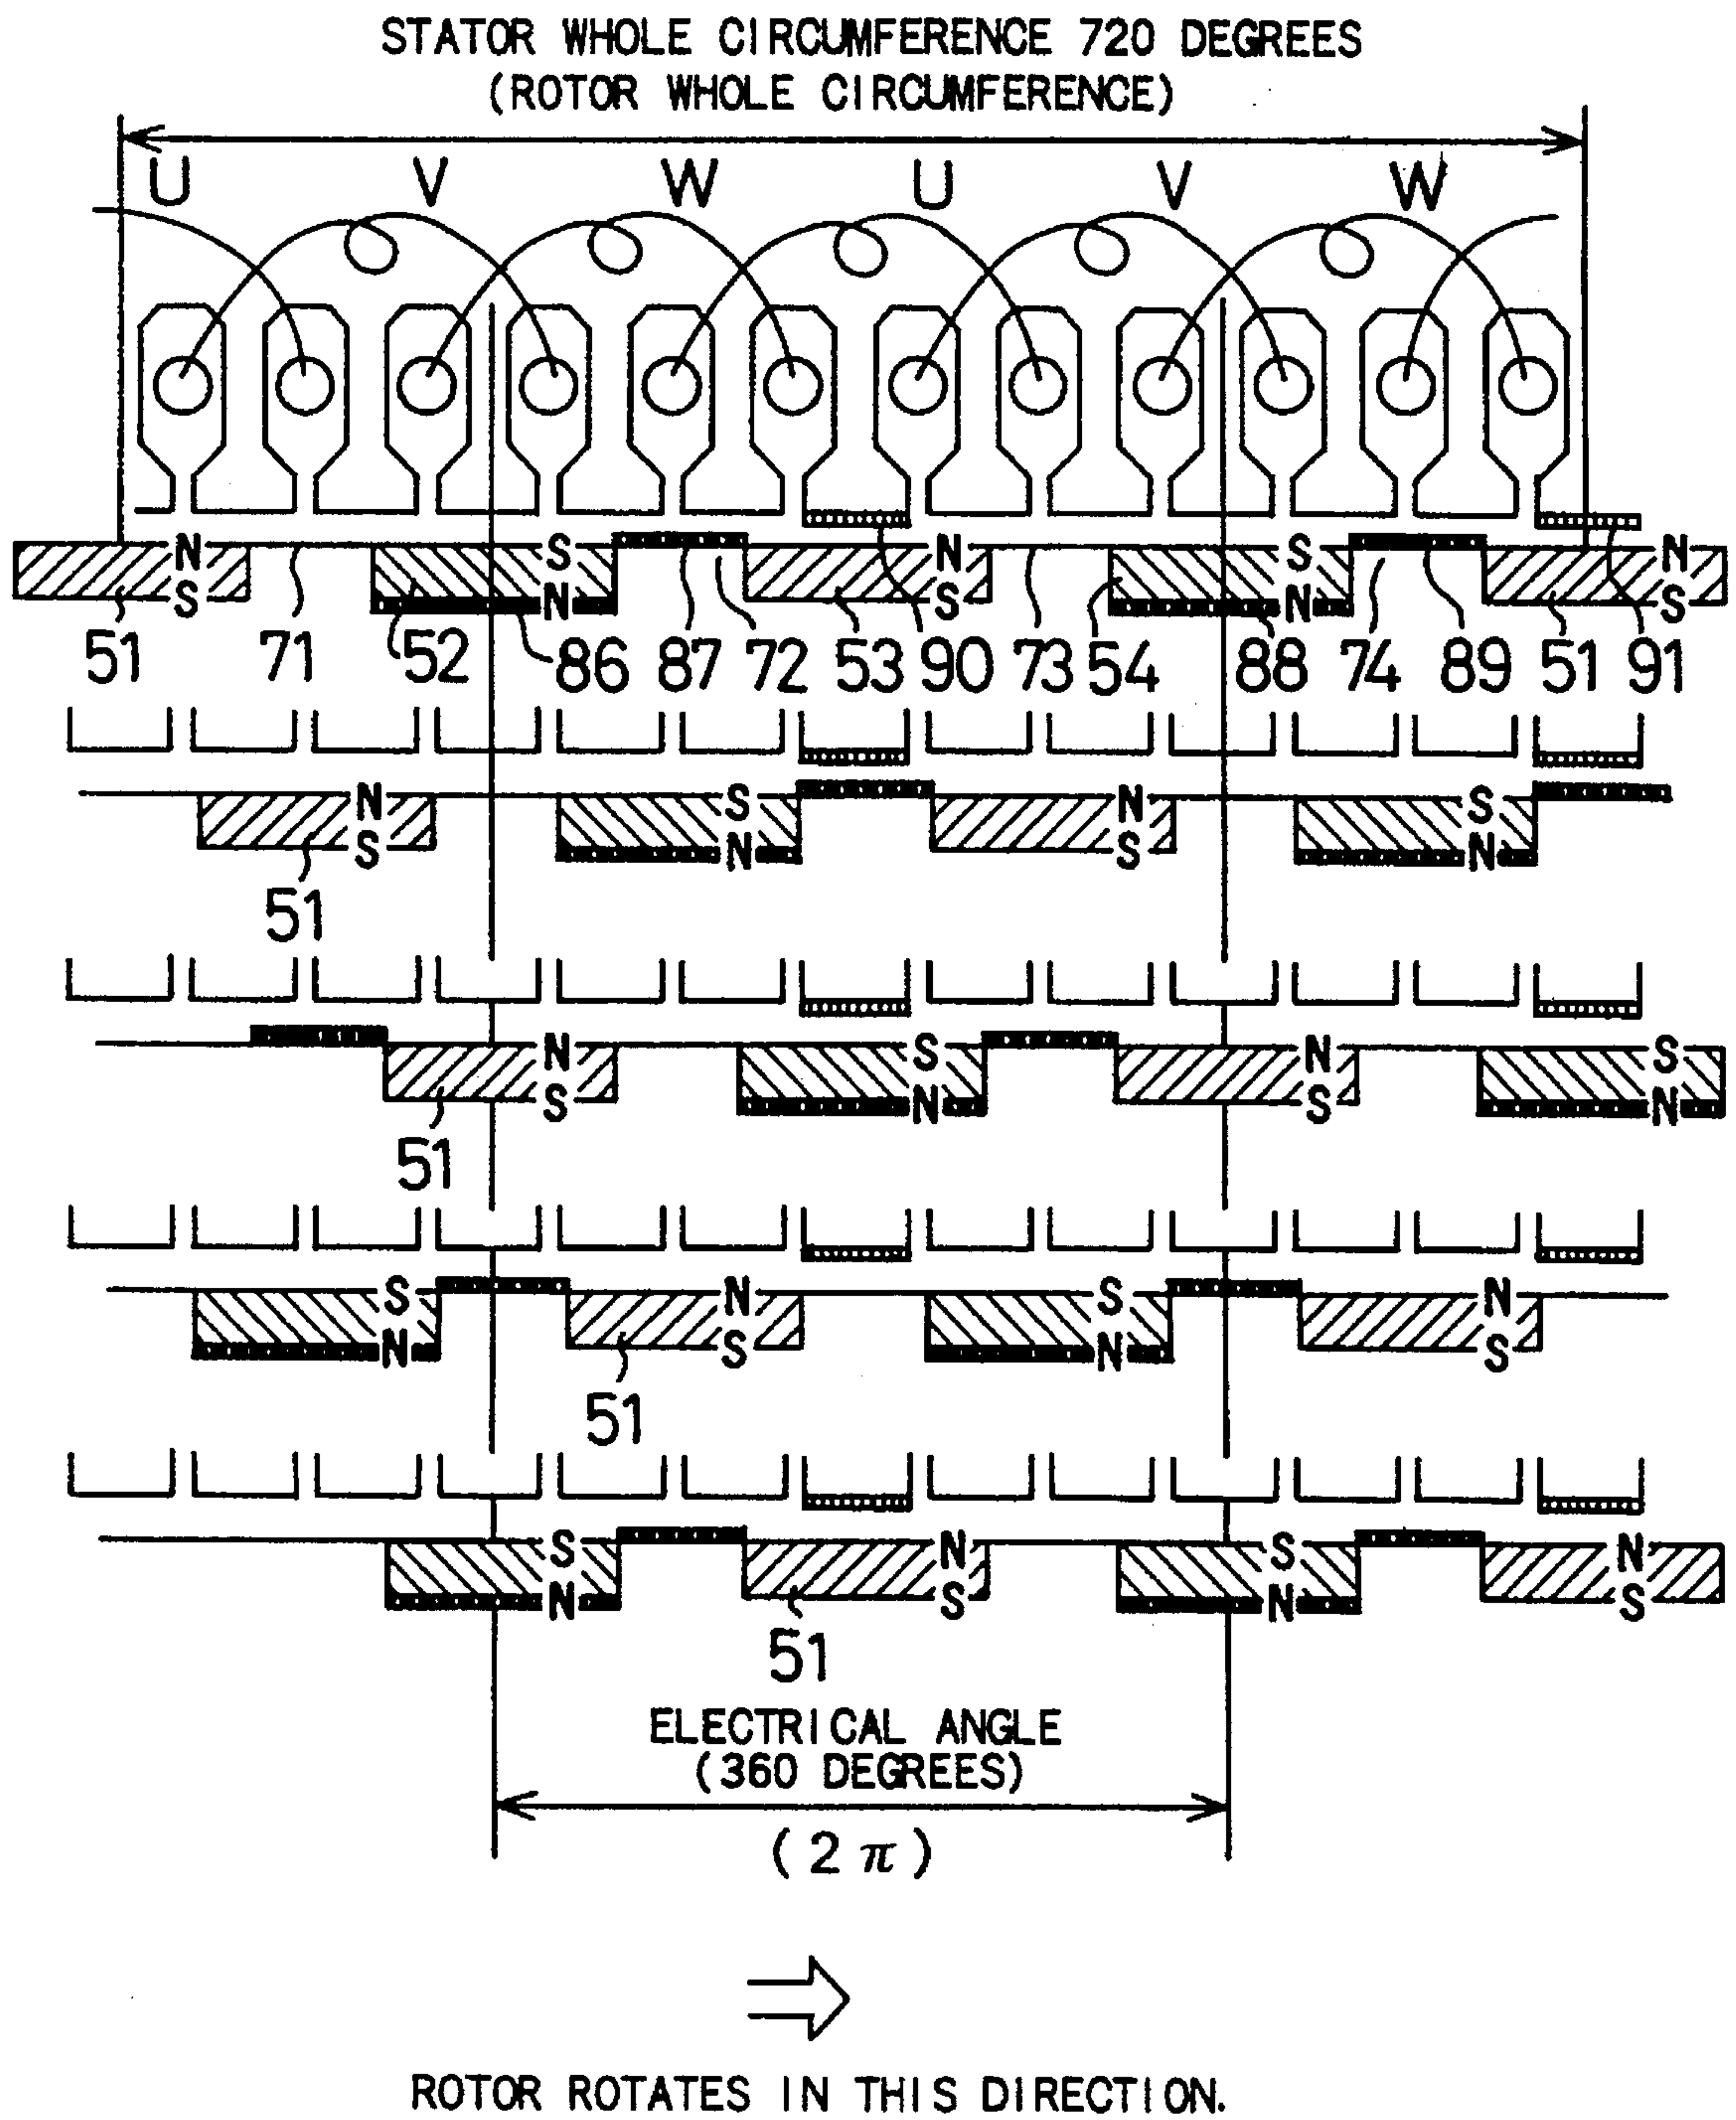 STATOR WHOLE CIRCUMFERENCE 720 DEGREES
(ROTOR WHOLE CIRCUMFERENCE)
U V W U V W
N S S N N S
S N S N S
51 71 52 86 87 72 53 90 73 54 88 74 89 51 91
N S N S
S N S N
51
N S N S
S N S N
51
S N S N
N S N S
51
S N S N
N S N S
51
ELECTRICAL ANGLE
(360 DEGREES)
(2π)
ROTOR ROTATES IN THIS DIRECTION.